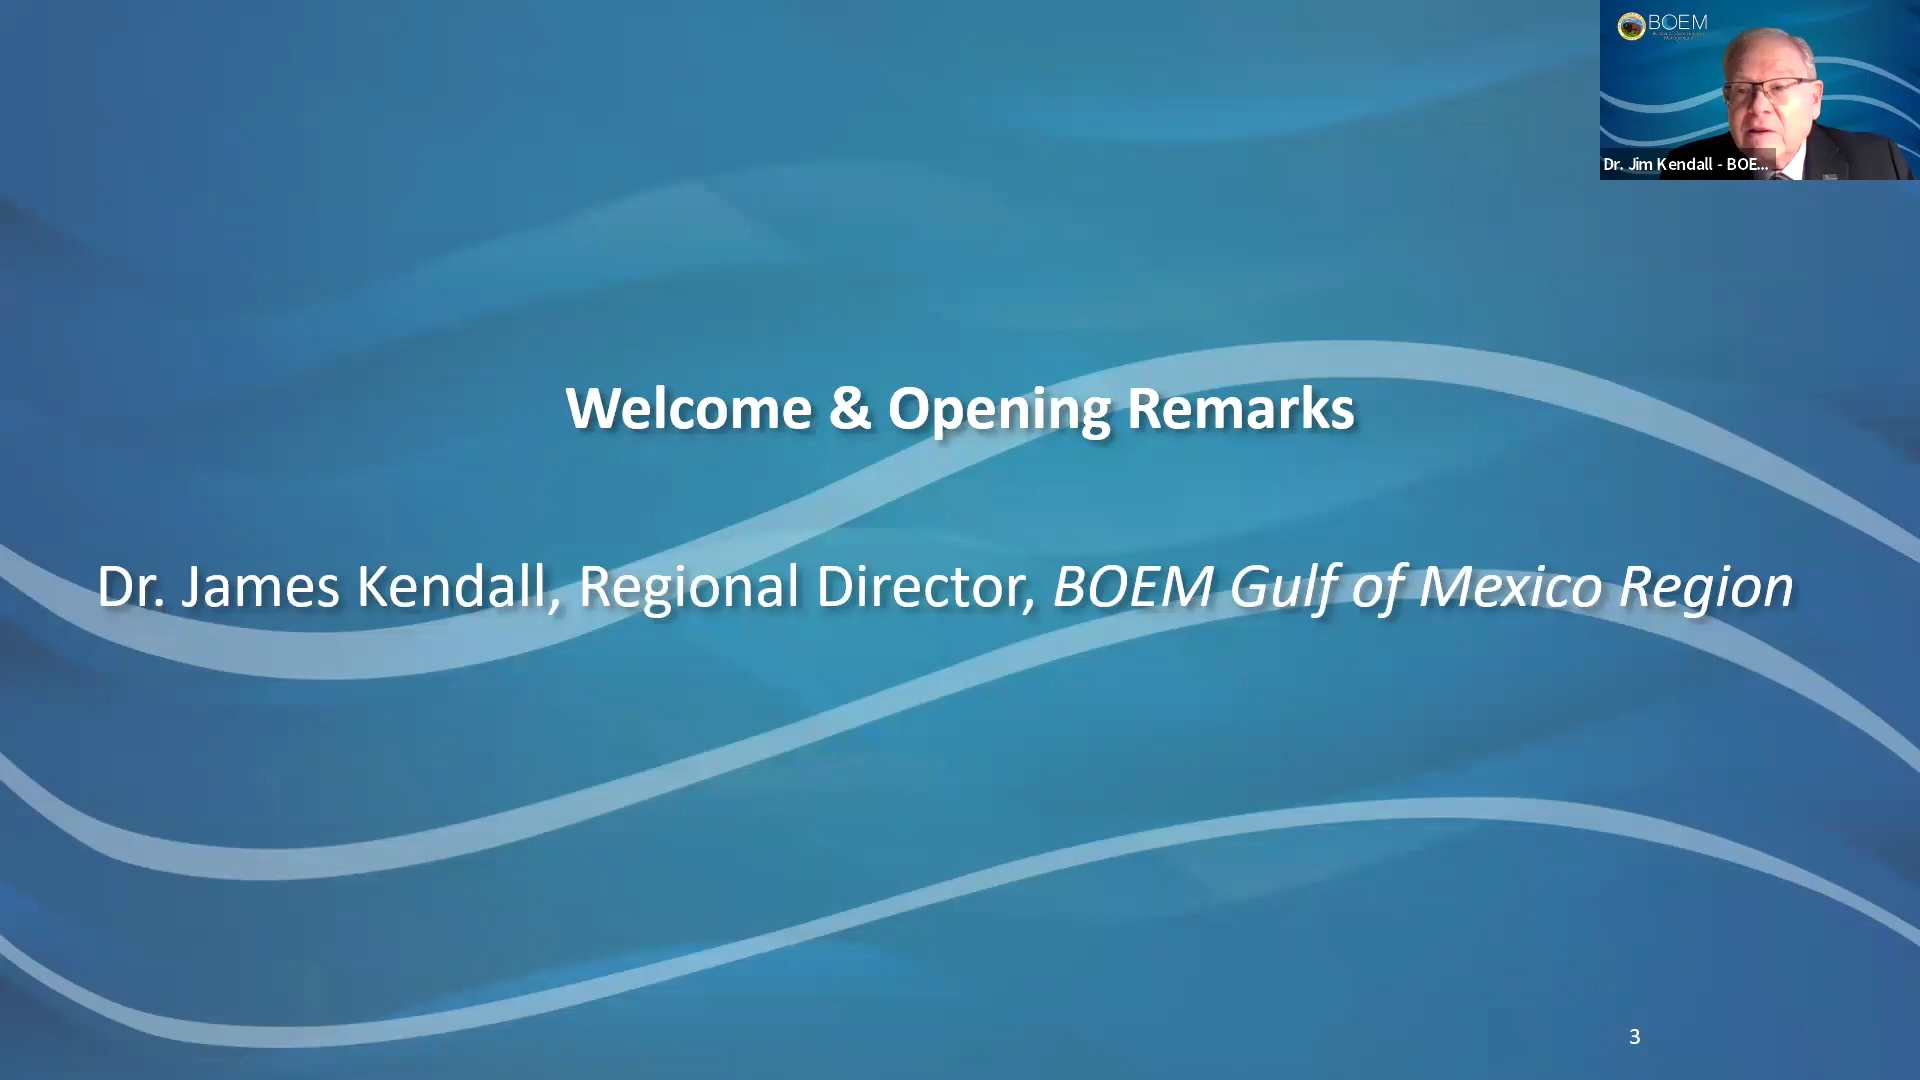 BOEM
Dr. Jim Kendall - BOE...
Welcome & Opening Remarks
Dr. James Kendall, Regional Director, BOEM Gulf of Mexico Region
3